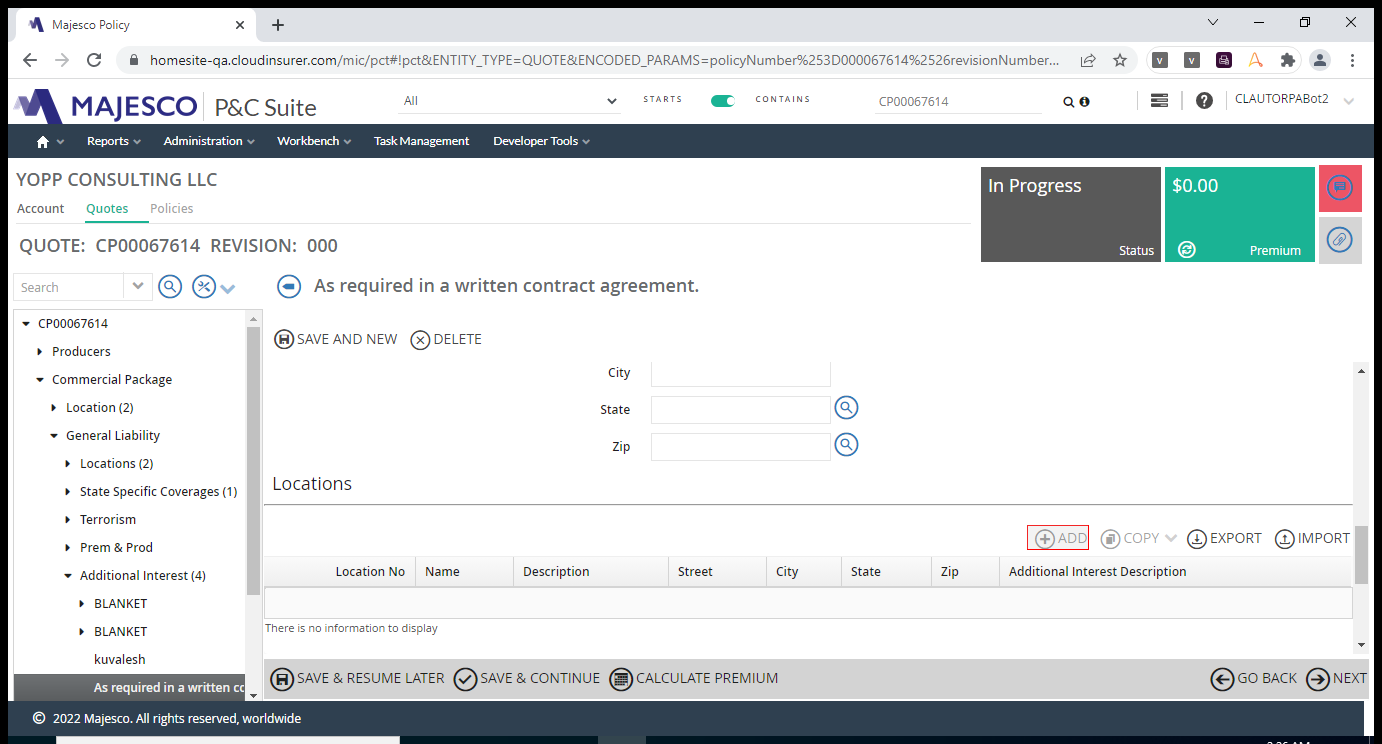 Majesco Policy
homesite-qa.cloudinsurer.com/mic/pct#!pct&ENTITY_TYPE=QUOTE&ENCODED_PARAMS=policyNumber%253D000067614%2526revisionNumber...
MAJESCO P&C Suite
All
STARTS
CONTAINS
CP00067614
CLAUTORPABot2
Reports Administration Workbench Task Management Developer Tools
YOPP CONSULTING LLC
Account Quotes Policies
In Progress
Status
$0.00
Premium
QUOTE: CP00067614 REVISION: 000
Search
As required in a written contract agreement.
CP00067614
Producers
Commercial Package
Location (2)
General Liability
Locations (2)
State Specific Coverages (1)
Terrorism
Prem & Prod
Additional Interest (4)
BLANKET
BLANKET
kuvalesh
As required in a written cc
SAVE AND NEW DELETE
City
State
Zip
Locations
ADD COPY EXPORT IMPORT
Location No Name Description Street City State Zip Additional Interest Description
There is no information to display
SAVE & RESUME LATER SAVE & CONTINUE CALCULATE PREMIUM GO BACK NEXT
© 2022 Majesco. All rights reserved, worldwide